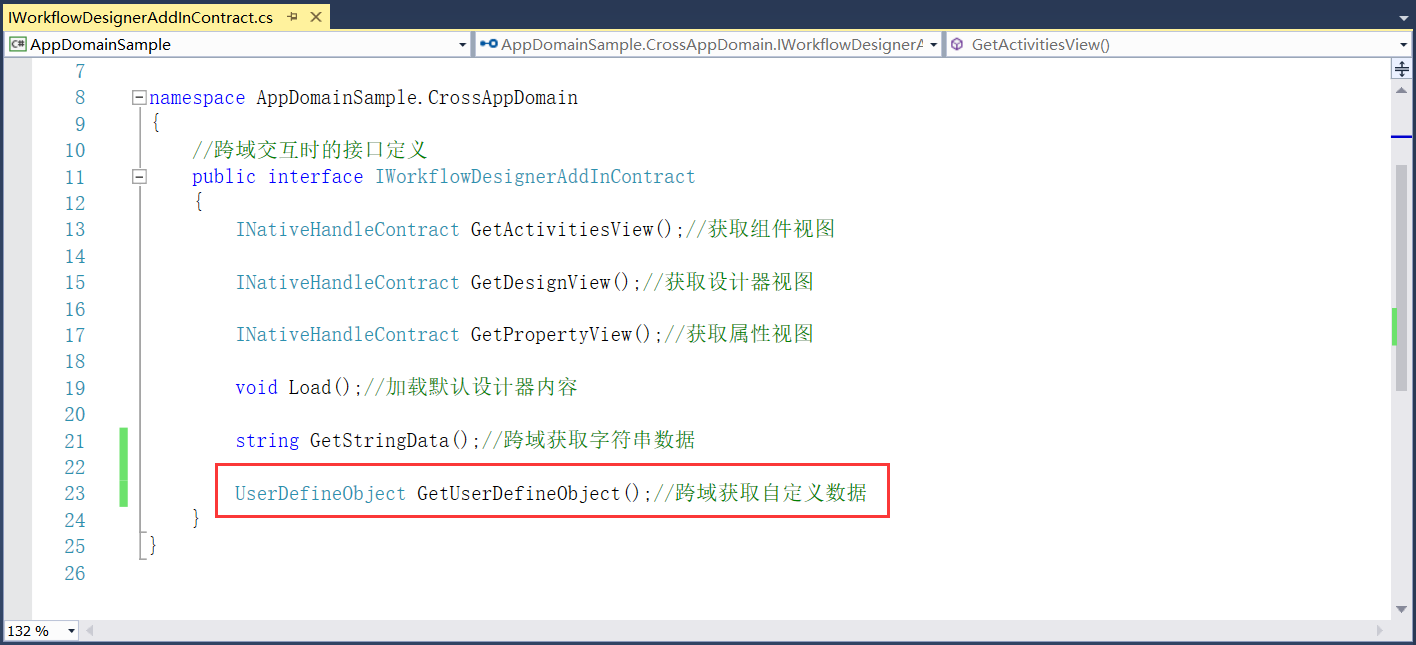 IWorkflowDesignerAddInContract.cs
C# AppDomainSample
AppDomainSample.CrossAppDomain.IWorkflowDesignerA
GetActivitiesView()
7
8 namespace AppDomainSample.CrossAppDomain
9 {
10 //跨域交互时的接口定义
11 public interface IWorkflowDesignerAddInContract
12 {
13 INativeHandleContract GetActivitiesView();//获取组件视图
14
15 INativeHandleContract GetDesignView();//获取设计器视图
16
17 INativeHandleContract GetPropertyView();//获取属性视图
18
19 void Load();//加载默认设计器内容
20
21 string GetStringData();//跨域获取字符串数据
22
23 UserDefineObject GetUserDefineObject();//跨域获取自定义数据
24 }
25 }
26
132 %